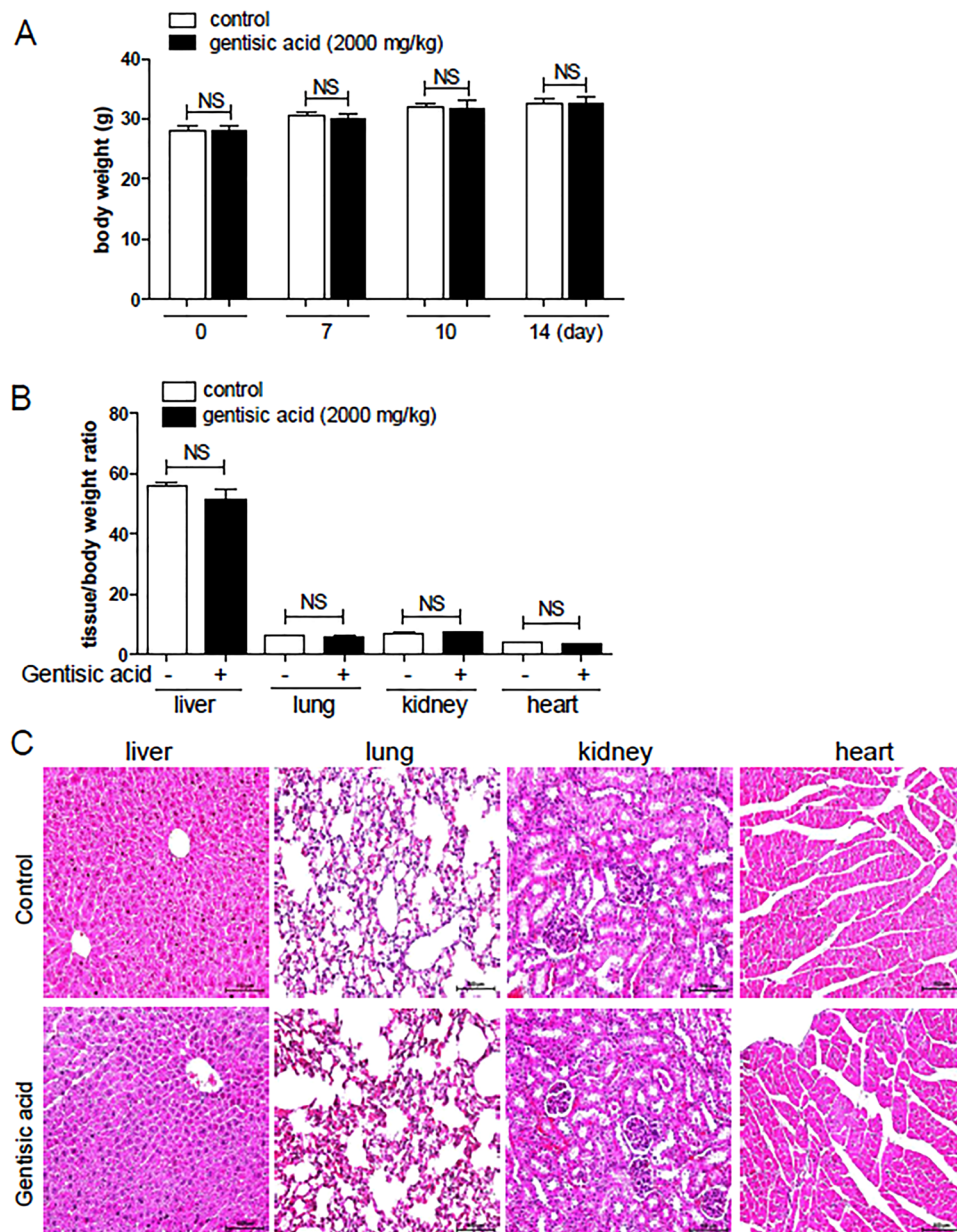 A
control
gentisic acid (2000 mg/kg)
body weight (g)
40
30
20
10
0
NS NS NS NS
0 7 10 14 (day)
B
control
gentisic acid (2000 mg/kg)
tissue/body weight ratio
80
60
40
20
0
NS NS NS NS
Gentisic acid - + - + - + - +
liver lung kidney heart
C
liver lung kidney heart
Control
Gentisic acid